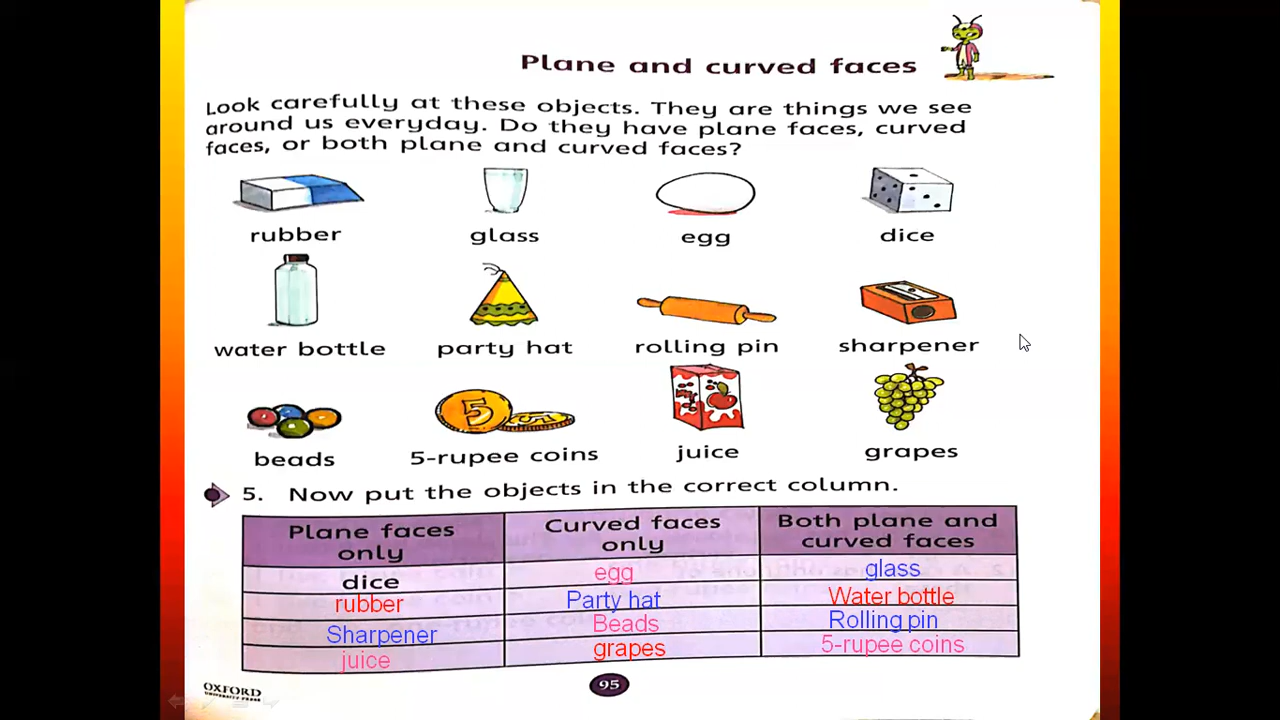 Plane and curved faces
Look carefully at these objects. They are things we see
around us everyday. Do they have plane faces, curved
faces, or both plane and curved faces?
rubber glass egg dice
water bottle party hat rolling pin sharpener
5
5
beads 5-rupee coins juice grapes
5. Now put the objects in the correct column.
Plane faces only
Curved faces only
Both plane and curved faces
dice egg glass
rubber Party hat Water bottle
Sharpener Beads Rolling pin
juice grapes 5-rupee coins
OXFORD
UNIVERSITY PRESS
95